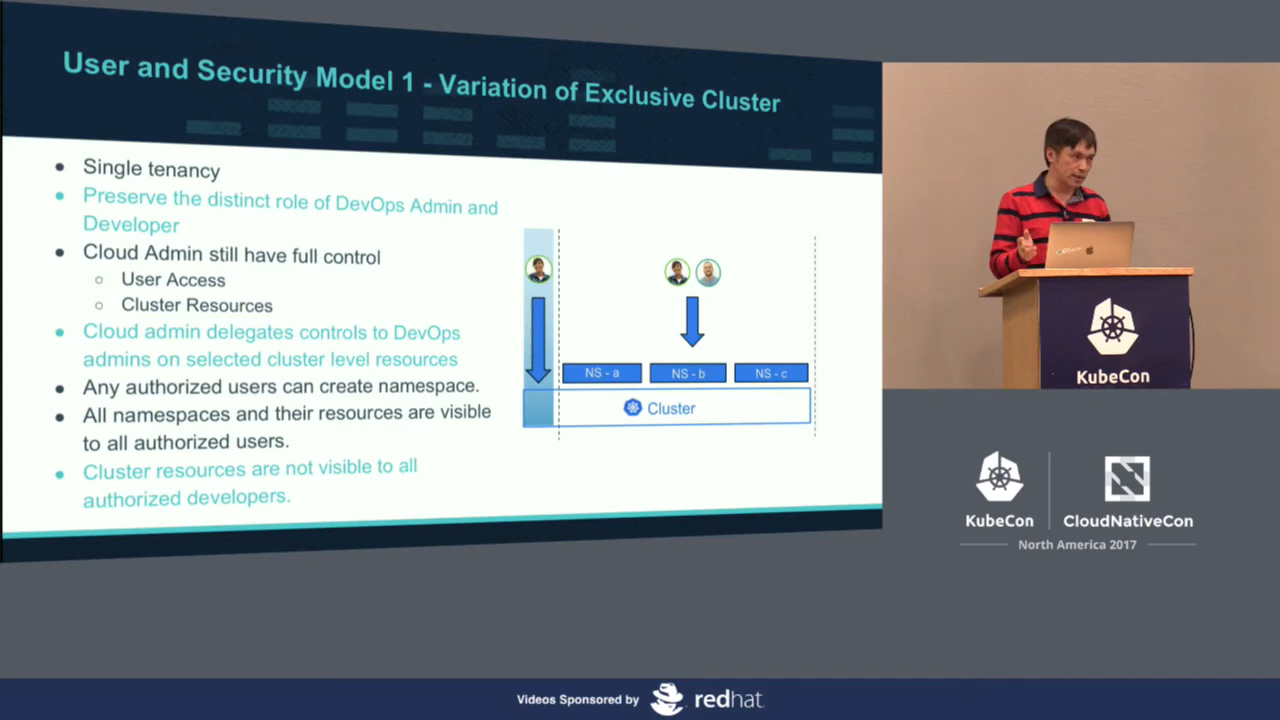 User and Security Model 1 - Variation of Exclusive Cluster
Single tenancy
Preserve the distinct role of DevOps Admin and
Developer
Cloud Admin still have full control
User Access
Cluster Resources
Cloud admin delegates controls to DevOps
admins on selected cluster level resources
Any authorized users can create namespace.
All namespaces and their resources are visible
to all authorized users.
Cluster resources are not visible to all
authorized developers.
NS - a
NS - b
NS - c
Cluster
KubeCon
KubeCon
CloudNativeCon
North America 2017
Videos Sponsored by
redhat